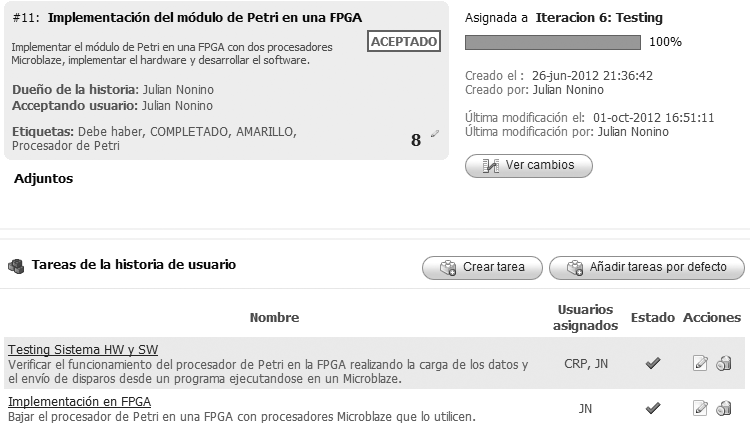 #11: Implementación del módulo de Petri en una FPGA
ACEPTADO
Implementar el módulo de Petri en una FPGA con dos procesadores
Microblaze, implementar el hardware y desarrollar el software.
Dueño de la historia: Julian Nonino
Aceptando usuario: Julian Nonino
Etiquetas: Debe haber, COMPLETADO, AMARILLO,
Procesador de Petri
8
Adjuntos
Asignada a Iteracion 6: Testing
100%
Creado el : 26-jun-2012 21:36:42
Creado por: Julian Nonino
Última modificación el: 01-oct-2012 16:51:11
Última modificación por: Julian Nonino
Ver cambios
Tareas de la historia de usuario
Crear tarea
Añadir tareas por defecto
Nombre
Usuarios
asignados
Estado
Acciones
Testing Sistema HW y SW
Verificar el funcionamiento del procesador de Petri en la FPGA realizando la carga de los datos y
el envío de disparos desde un programa ejecutandose en un Microblaze.
CRP, JN
Implementación en FPGA
Bajar el procesador de Petri en una FPGA con procesadores Microblaze que lo utilicen.
JN